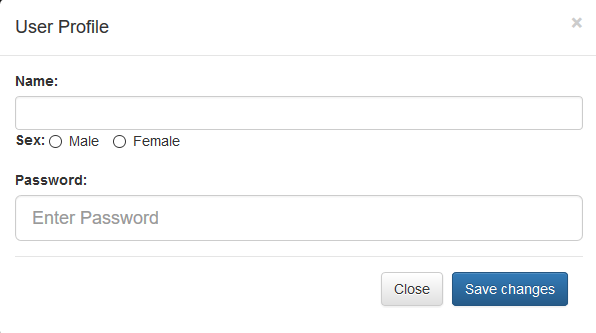 User Profile ×
Name:
Sex: Male Female
Password:
Enter Password
Close Save changes